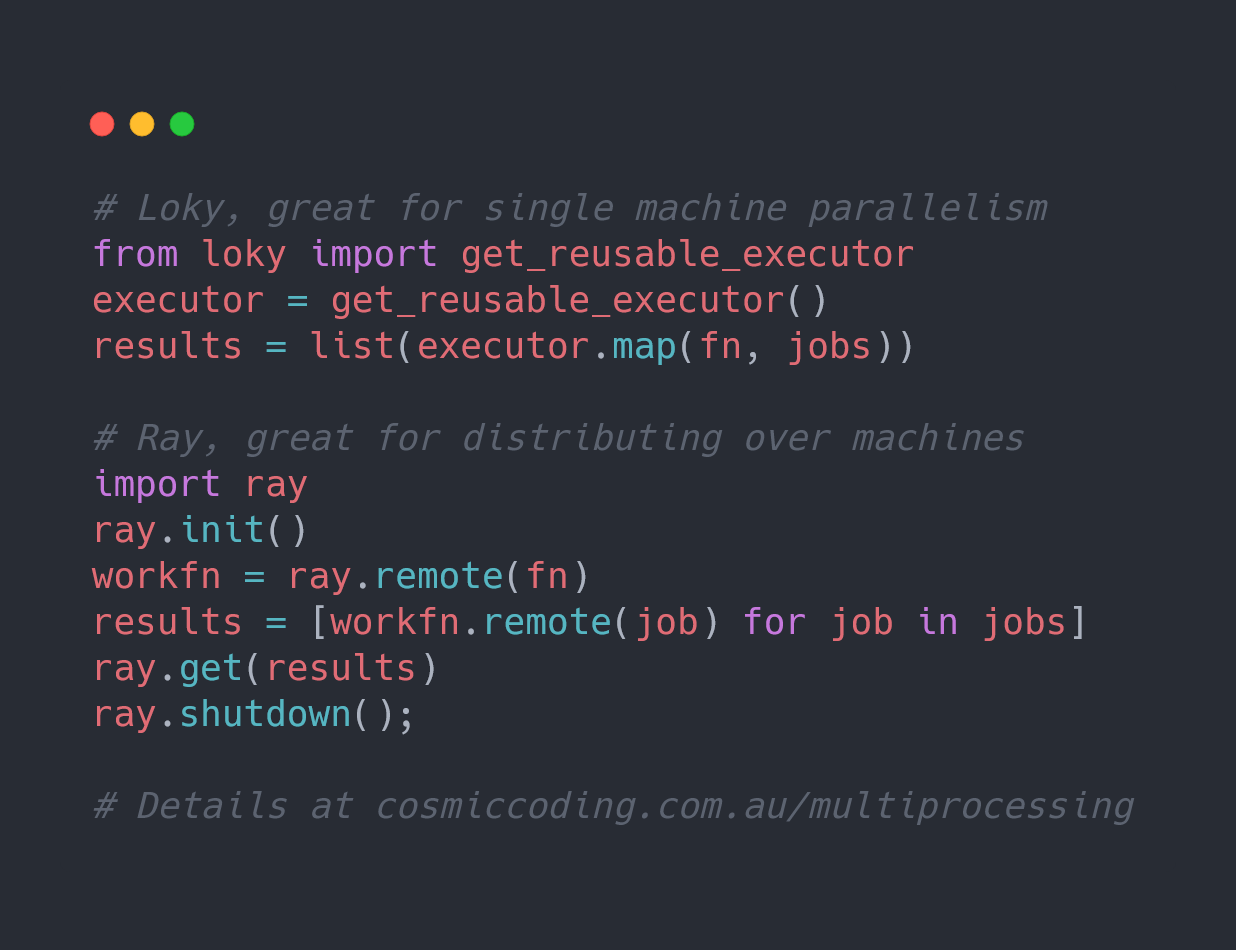 # Loky, great for single machine parallelism
from loky import get_reusable_executor
executor = get_reusable_executor()
results = list(executor.map(fn, jobs))
# Ray, great for distributing over machines
import ray
ray.init()
workfn = ray.remote(fn)
results = [workfn.remote(job) for job in jobs]
ray.get(results)
ray.shutdown();
# Details at cosmiccoding.com.au/multiprocessing